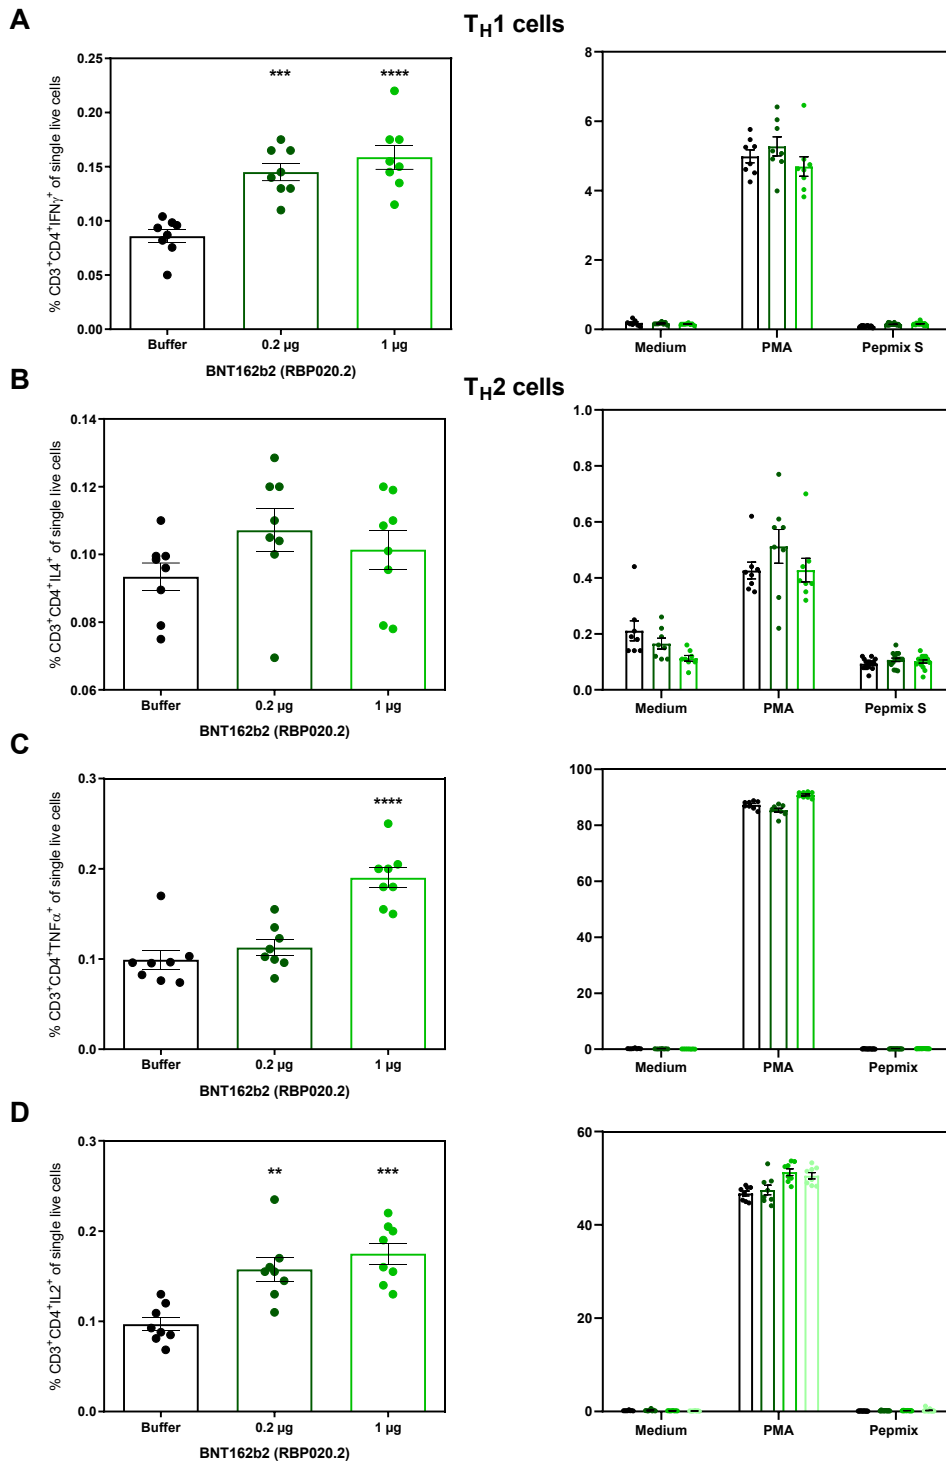 A
T_H1 cells
% CD3⁺CD4⁺IFNγ⁺ of single live cells
0.25
0.20
0.15
0.10
0.05
0.00
***
****
Buffer
0.2 µg
1 µg
BNT162b2 (RBP020.2)
8
6
4
2
0
Medium
PMA
Pepmix S
B
T_H2 cells
% CD3⁺CD4⁺IL4⁺ of single live cells
0.14
0.12
0.10
0.08
0.06
Buffer
0.2 µg
1 µg
BNT162b2 (RBP020.2)
1.0
0.8
0.6
0.4
0.2
0.0
Medium
PMA
Pepmix S
C
% CD3⁺CD4⁺TNFα⁺ of single live cells
0.3
0.2
0.1
0.0
****
Buffer
0.2 µg
1 µg
BNT162b2 (RBP020.2)
100
80
60
40
20
0
Medium
PMA
Pepmix
D
% CD3⁺CD4⁺IL2⁺ of single live cells
0.3
0.2
0.1
0.0
**
***
Buffer
0.2 µg
1 µg
BNT162b2 (RBP020.2)
60
40
20
0
Medium
PMA
Pepmix